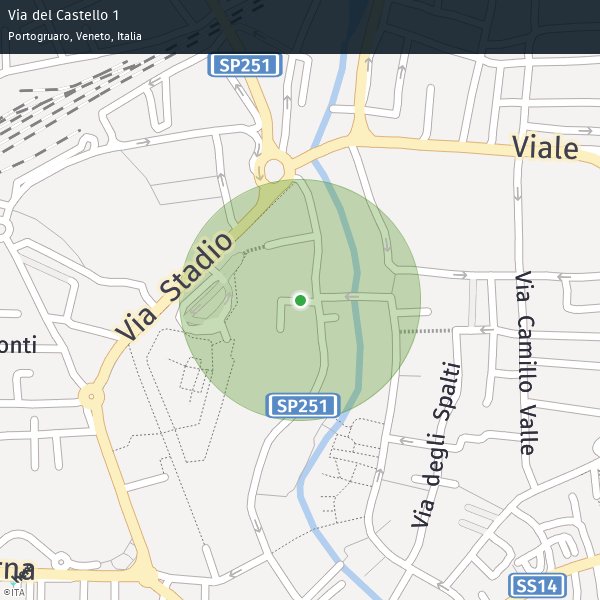 Via del Castello 1
Portogruaro, Veneto, Italia
SP251
Viale
Via Stadio
Via Camillo Valle
onti
SP251
Via degli Spalti
rna
SS14
©ITA